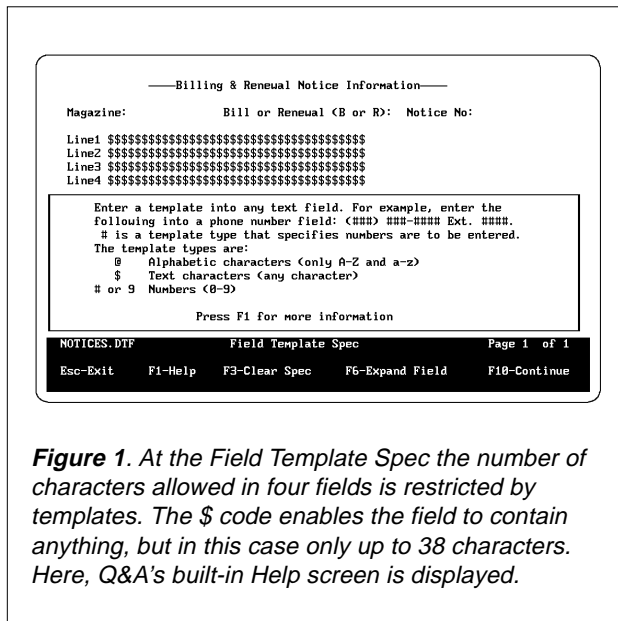 ——Billing & Renewal Notice Information——
Magazine: Bill or Renewal (B or R): Notice No:
Line1 $$$$$$$$$$$$$$$$$$$$$$$$$$$$$$$$$$$$$$
Line2 $$$$$$$$$$$$$$$$$$$$$$$$$$$$$$$$$$$$$$
Line3 $$$$$$$$$$$$$$$$$$$$$$$$$$$$$$$$$$$$$$
Line4 $$$$$$$$$$$$$$$$$$$$$$$$$$$$$$$$$$$$$$
Enter a template into any text field. For example, enter the
following into a phone number field: (###) ###-#### Ext. ####.
# is a template type that specifies numbers are to be entered.
The template types are:
@ Alphabetic characters (only A-Z and a-z)
$ Text characters (any character)
# or 9 Numbers (0-9)
Press F1 for more information
NOTICES.DTF Field Template Spec Page 1 of 1
Esc-Exit F1-Help F3-Clear Spec F6-Expand Field F10-Continue
Figure 1. At the Field Template Spec the number of
characters allowed in four fields is restricted by
templates. The $ code enables the field to contain
anything, but in this case only up to 38 characters.
Here, Q&A's built-in Help screen is displayed.